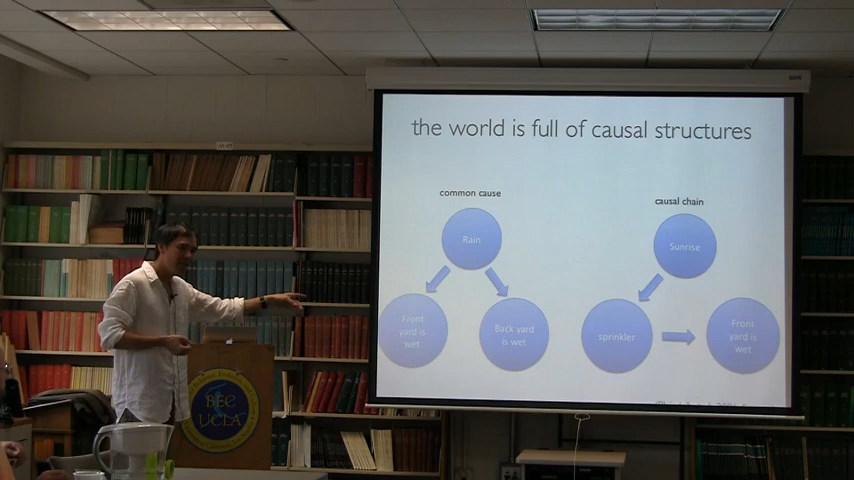 the world is full of causal structures
common cause
causal chain
Rain
Sunrise
Front
yard is
wet
Back yard
is wet
sprinkler
Front
yard is
wet
BEC
UCLA